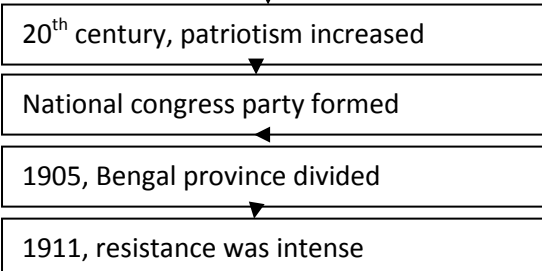 20th century, patriotism increased
National congress party formed
1905, Bengal province divided
1911, resistance was intense